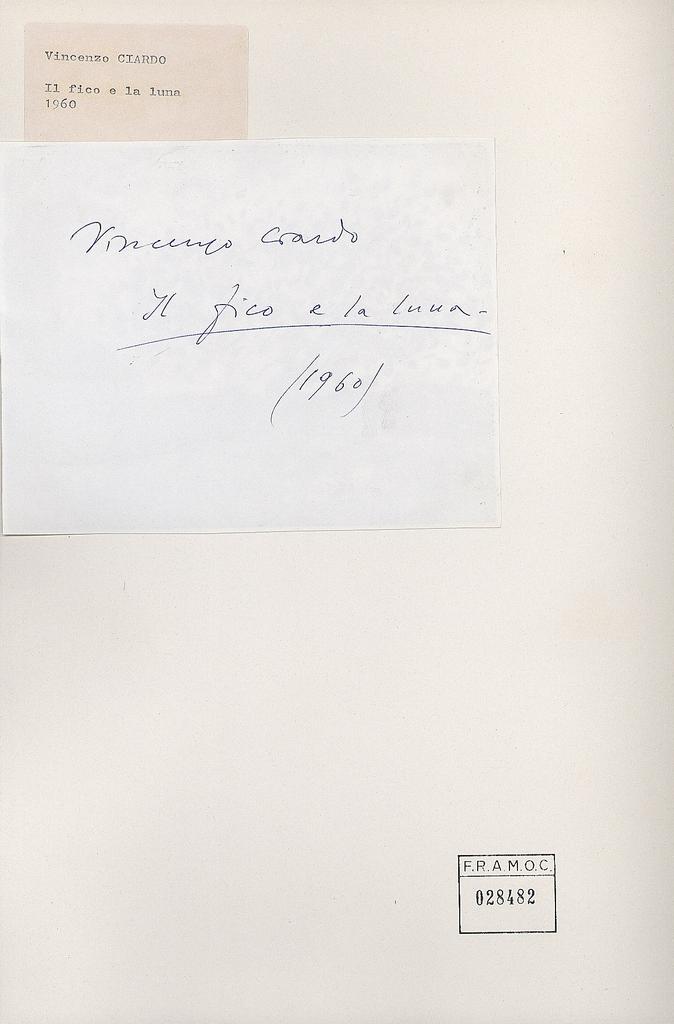 Vincenzo CIARDO
Il fico e la luna
1960
Vincenzo Ciardo
Il fico e la luna -
(1960)
F.R.A.M.O.C.
028482